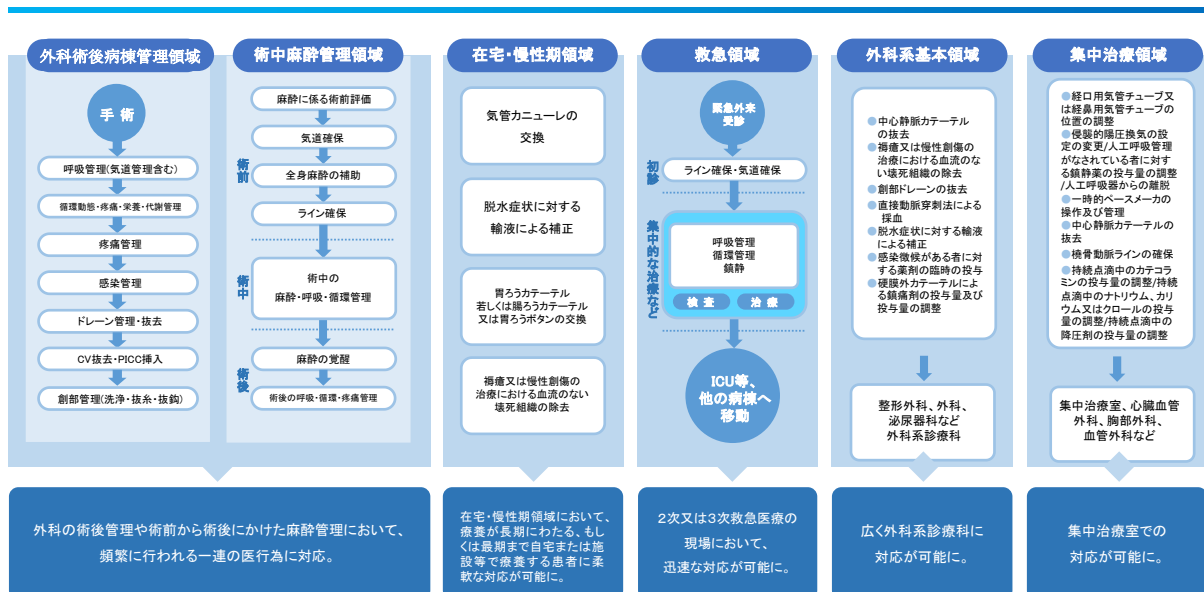 外科術後病棟管理領域
手 術
呼吸管理(気道管理含む)
循環動態・疼痛・栄養・代謝管理
疼痛管理
感染管理
ドレーン管理・抜去
CV抜去・PICC挿入
創部管理(洗浄・抜糸・抜鈎)
術中麻酔管理領域
術前
麻酔に係る術前評価
気道確保
全身麻酔の補助
ライン確保
術中
術中の
麻酔・呼吸・循環管理
術後
麻酔の覚醒
術後の呼吸・循環・疼痛管理
外科の術後管理や術前から術後にかけた麻酔管理において、
頻繁に行われる一連の医行為に対応。
在宅・慢性期領域
気管カニューレの
交換
脱水症状に対する
輸液による補正
胃ろうカテーテル
若しくは腸ろうカテーテル
又は胃ろうボタンの交換
褥瘡又は慢性創傷の
治療における血流のない
壊死組織の除去
在宅・慢性期領域において、
療養が長期にわたる、もし
くは最期まで自宅または施
設等で療養する患者に柔
軟な対応が可能に。
救急領域
緊急外来
受診
初診
ライン確保・気道確保
集中的な治療など
呼吸管理
循環管理
鎮静
検 査
治 療
ICU等、
他の病棟へ
移動
2次又は3次救急医療の
現場において、
迅速な対応が可能に。
外科系基本領域
●中心静脈カテーテル
の抜去
●褥瘡又は慢性創傷の
治療における血流のな
い壊死組織の除去
●創部ドレーンの抜去
●直接動脈穿刺法による
採血
●脱水症状に対する輸液
による補正
●感染徴候がある者に対
する薬剤の臨時の投与
●硬膜外カテーテルによ
る鎮痛剤の投与量及び
投与量の調整
整形外科、外科、
泌尿器科など
外科系診療科
広く外科系診療科に
対応が可能に。
集中治療領域
●経口用気管チューブ又
は経鼻用気管チューブの
位置の調整
●侵襲的陽圧換気の設
定の変更/人工呼吸管理
がなされている者に対す
る鎮静薬の投与量の調整
/人工呼吸器からの離脱
●一時的ペースメーカの
操作及び管理
●中心静脈カテーテルの
抜去
●橈骨動脈ラインの確保
●持続点滴中のカテコラ
ミンの投与量の調整/持続
点滴中のナトリウム、カリ
ウム又はクロールの投与
量の調整/持続点滴中の
降圧剤の投与量の調整
集中治療室、心臓血管
外科、胸部外科、
血管外科など
集中治療室での
対応が可能に。